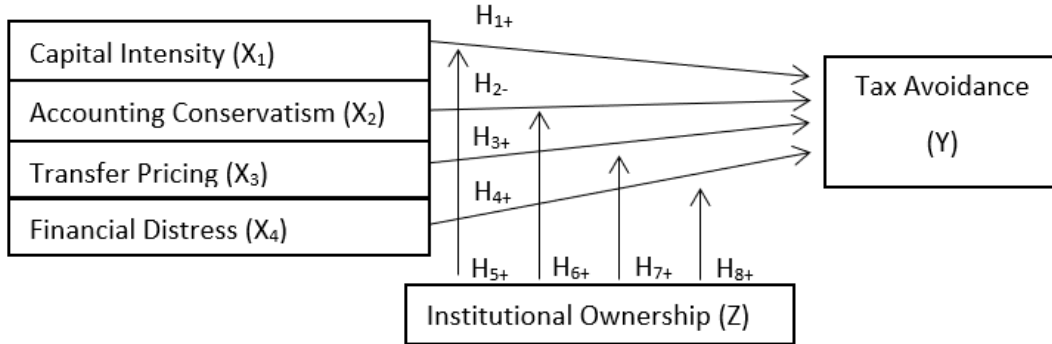 H₁₊
Capital Intensity (X₁)
H₂₋
Accounting Conservatism (X₂)
H₃₊
Transfer Pricing (X₃)
H₄₊
Financial Distress (X₄)
Tax Avoidance
(Y)
H₅₊ H₆₊ H₇₊ H₈₊
Institutional Ownership (Z)